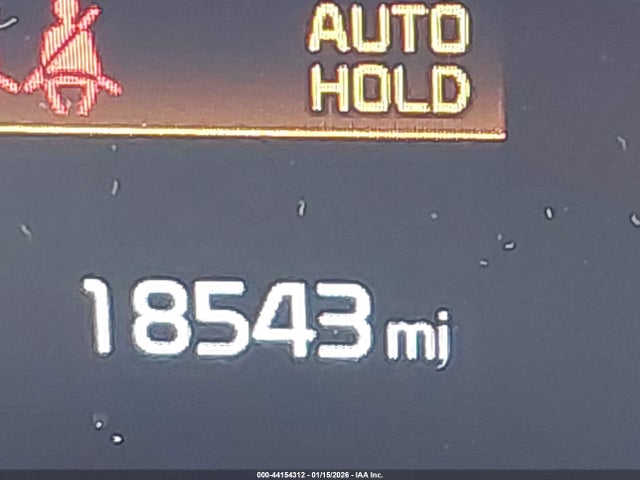 AUTO
HOLD
18543 mi
000-44154312 - 01/15/2026 - IAA Inc.